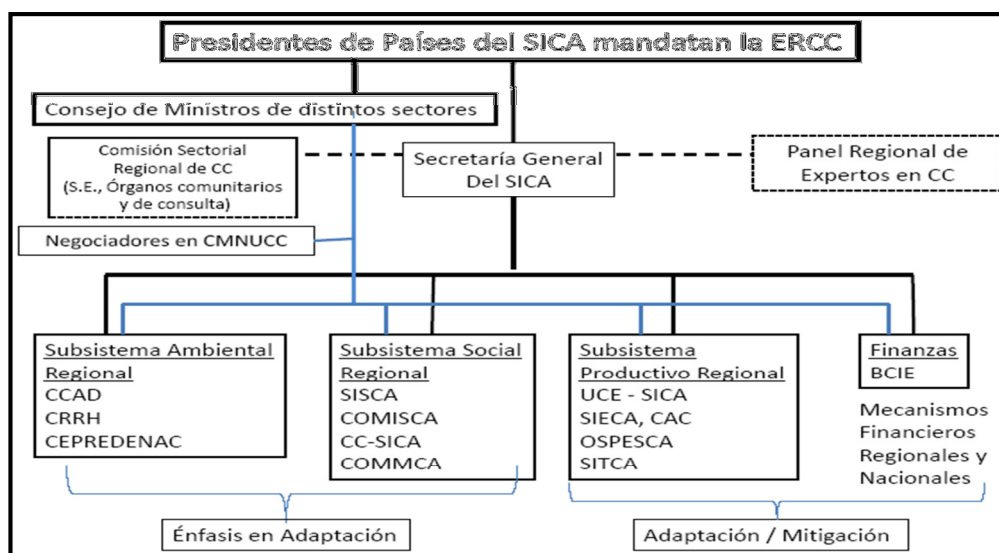 Presidentes de Países del SICA mandatan la ERCC
Consejo de Ministros de distintos sectores
Comisión Sectorial
Regional de CC
(S.E., Órganos comunitarios
y de consulta)
Secretaría General
Del SICA
Panel Regional de
Expertos en CC
Negociadores en CMNUCC
Subsistema Ambiental
Regional
CCAD
CRRH
CEPREDENAC
Subsistema Social
Regional
SISCA
COMISCA
CC-SICA
COMMCA
Subsistema
Productivo Regional
UCE - SICA
SIECA, CAC
OSPESCA
SITCA
Finanzas
BCIE
Mecanismos
Financieros
Regionales y
Nacionales
Énfasis en Adaptación
Adaptación / Mitigación